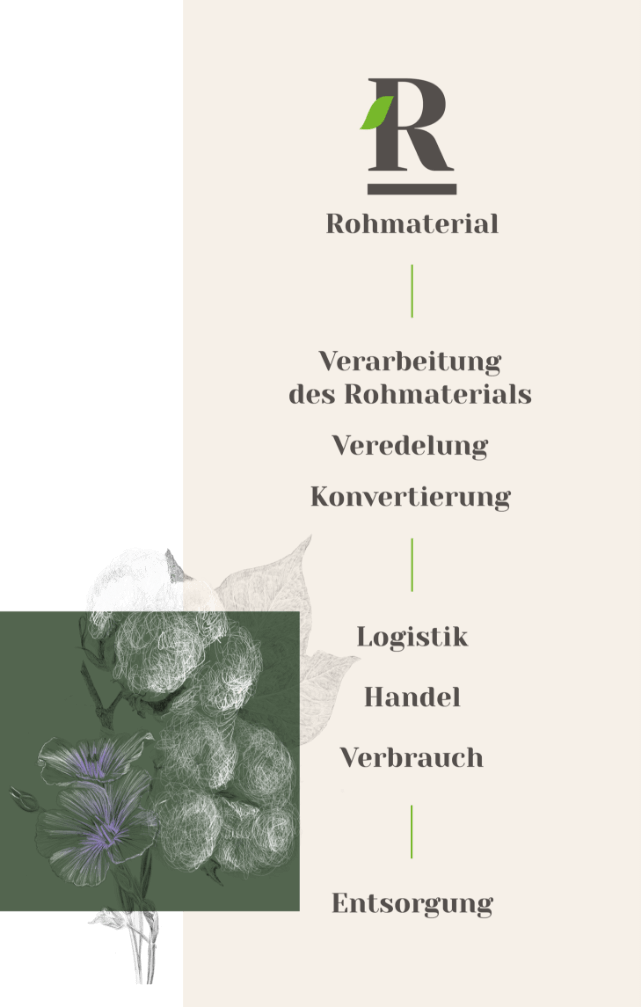 R
Rohmaterial
Verarbeitung
des Rohmaterials
Veredelung
Konvertierung
Logistik
Handel
Verbrauch
Entsorgung